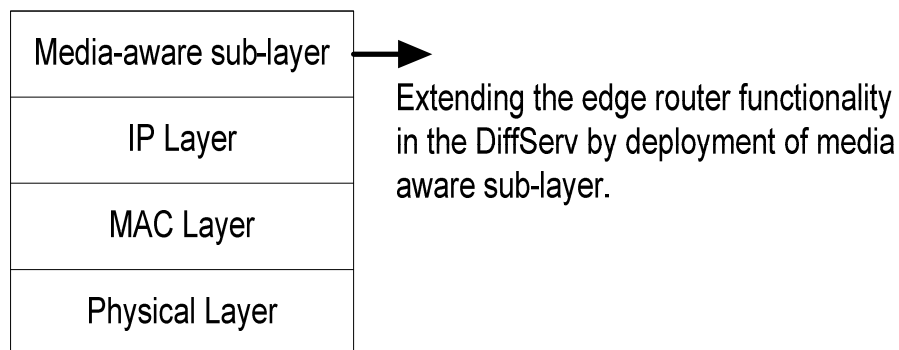 Media-aware sub-layer
IP Layer
MAC Layer
Physical Layer
Extending the edge router functionality
in the DiffServ by deployment of media
aware sub-layer.